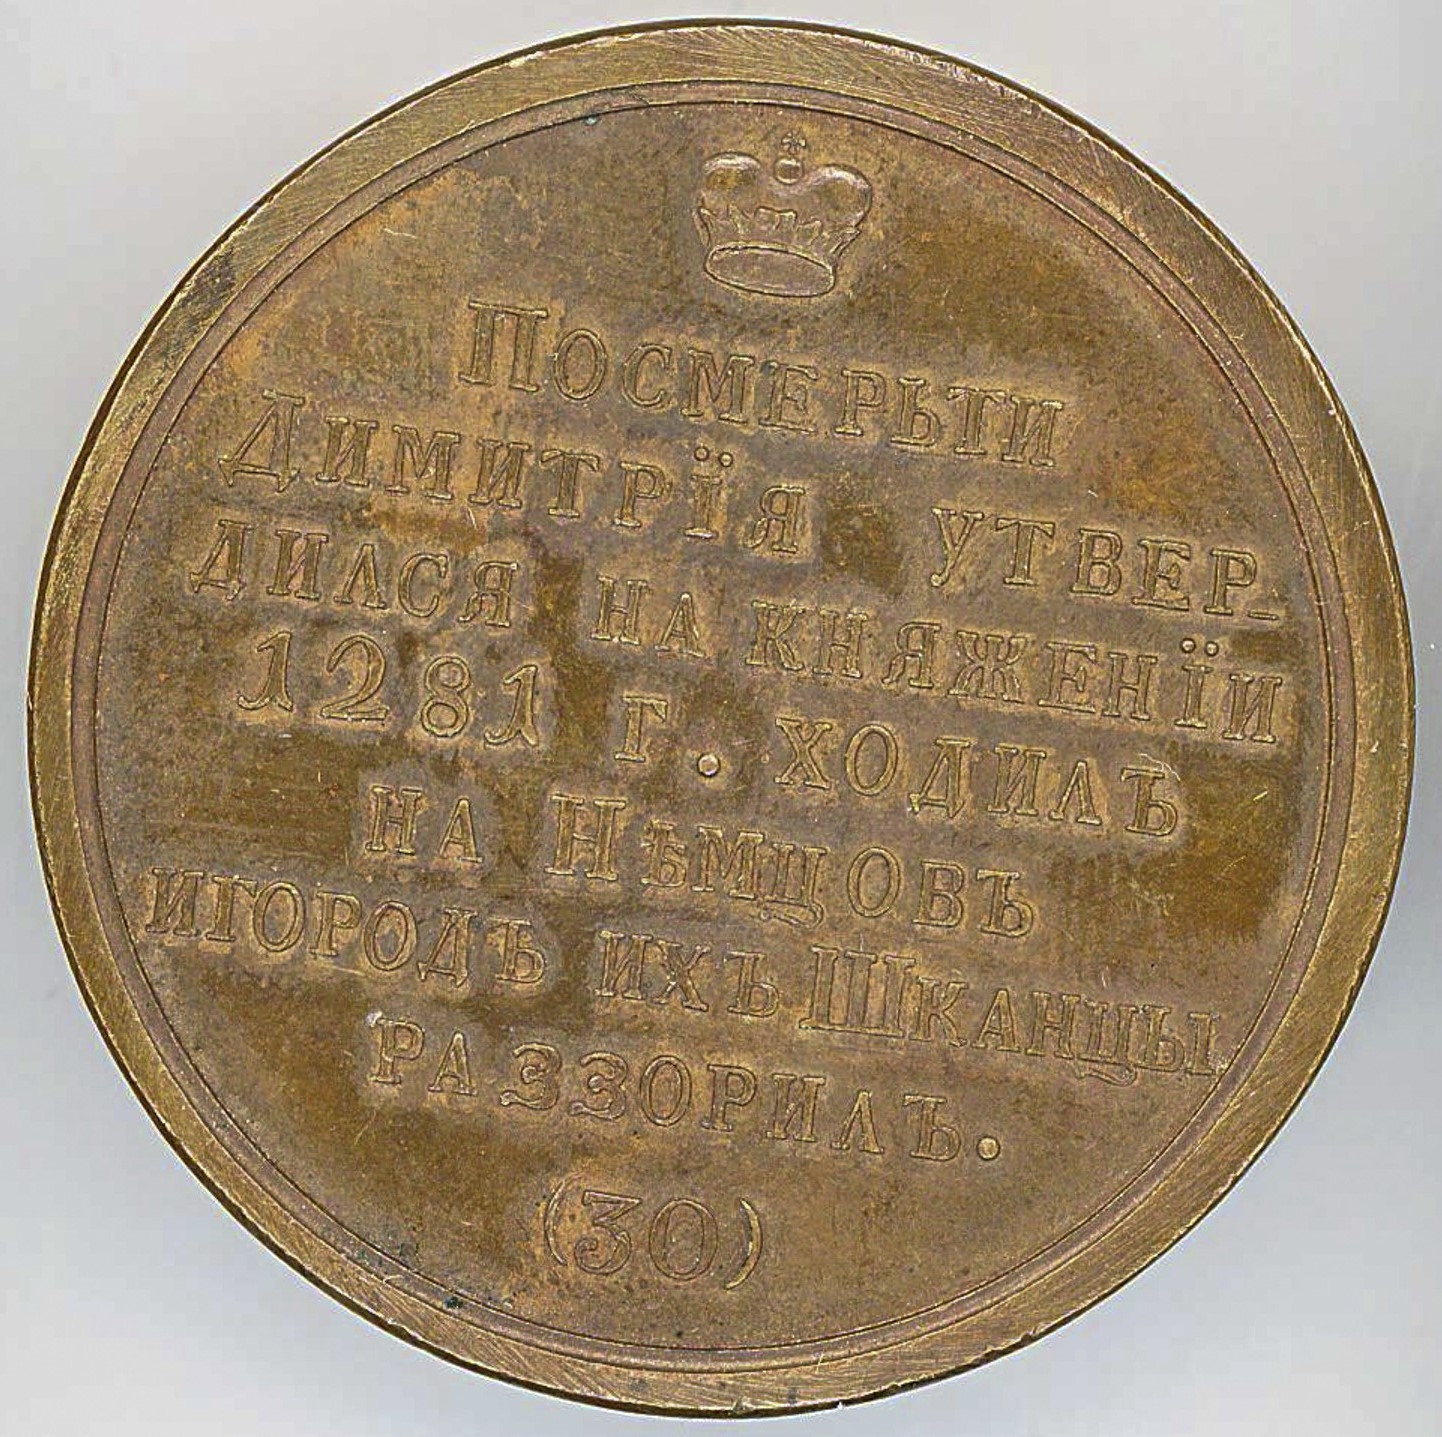 ПОСМЕРЬТИ
ДИМИТРЇЯ УТВЕР-
ДИЛСЯ НА КНЯЖЕНЇИ
1281 Г. ХОДИЛЪ
НА НѢМЦОВЪ
ИГОРОДЪ ИХЪ ШКАНЦЫ
РАЗЗОРИЛЪ.
(30)